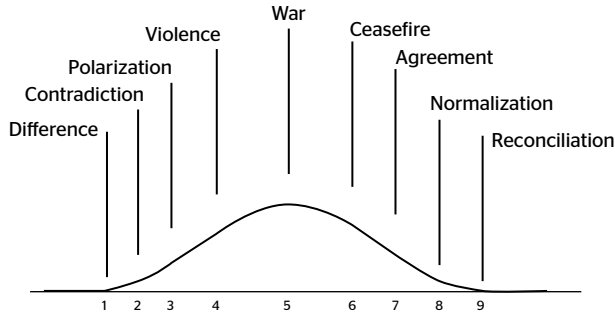 War
Violence
Ceasefire
Polarization
Agreement
Contradiction
Normalization
Difference
Reconciliation
1 2 3 4 5 6 7 8 9